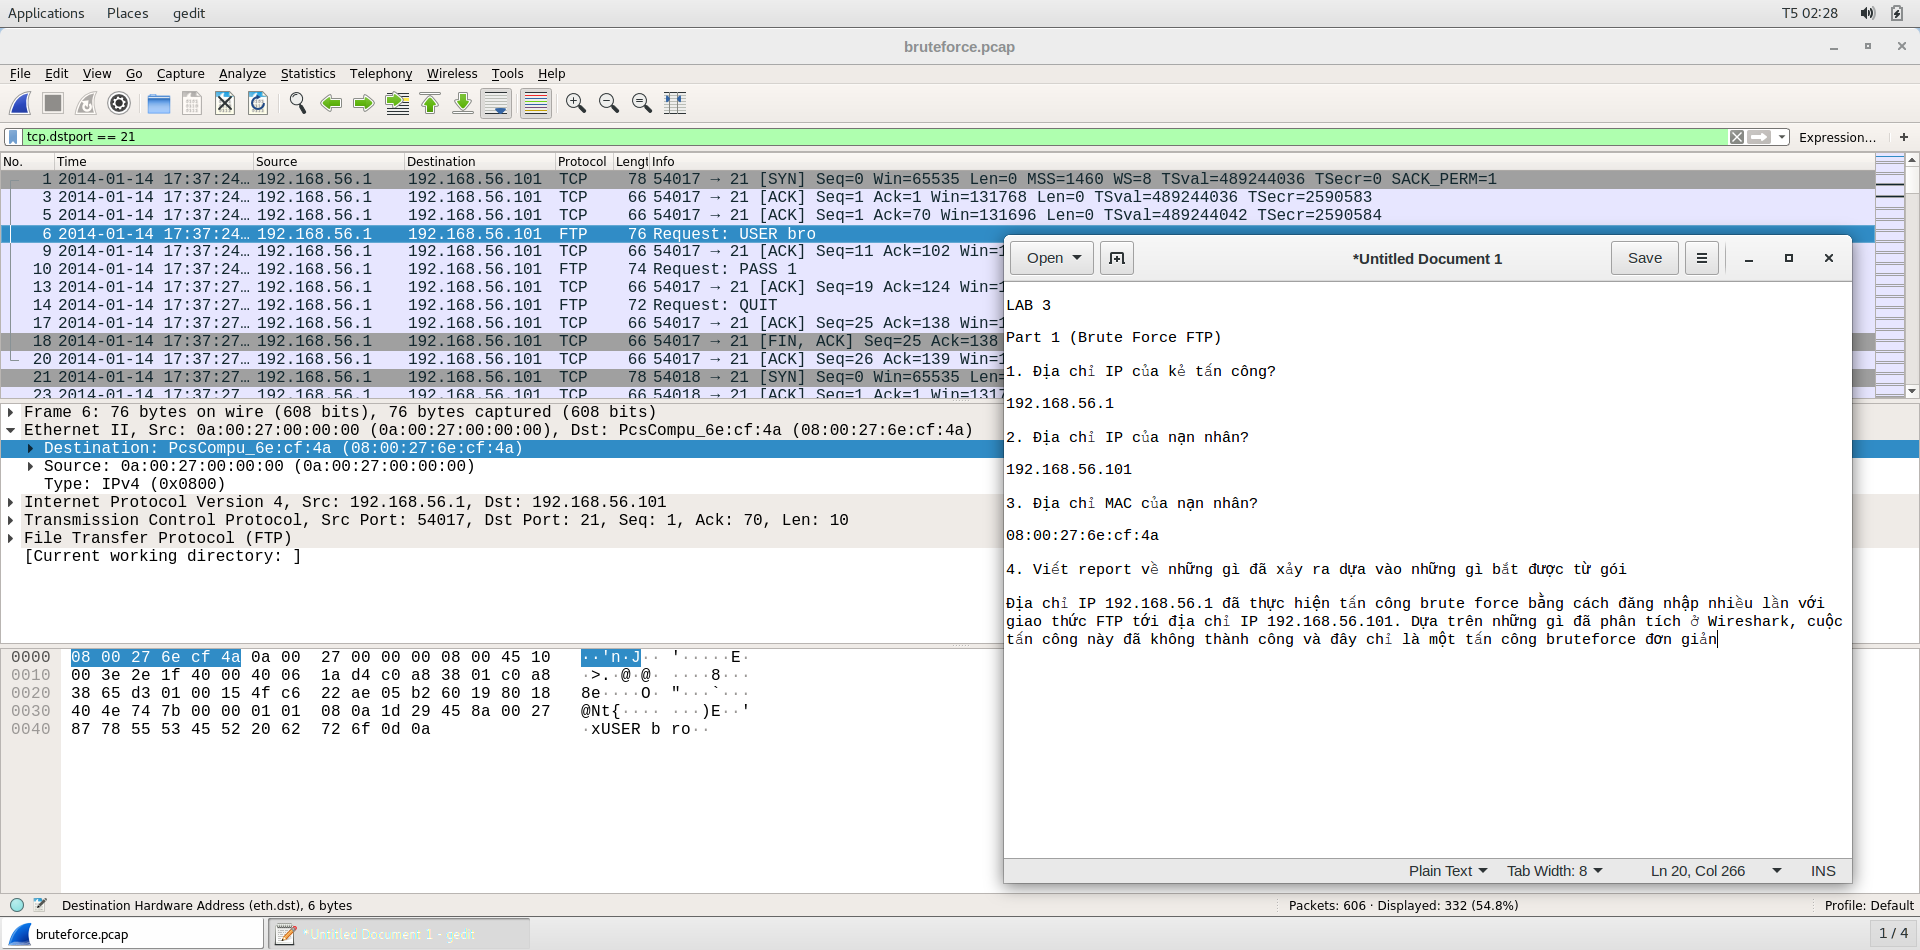 Applications Places gedit T5 02:28
bruteforce.pcap
File Edit View Go Capture Analyze Statistics Telephony Wireless Tools Help
tcp.dstport == 21 Expression… +
No. Time Source Destination Protocol Lengt Info
1 2014-01-14 17:37:24… 192.168.56.1 192.168.56.101 TCP 78 54017 → 21 [SYN] Seq=0 Win=65535 Len=0 MSS=1460 WS=8 TSval=489244036 TSecr=0 SACK_PERM=1
3 2014-01-14 17:37:24… 192.168.56.1 192.168.56.101 TCP 66 54017 → 21 [ACK] Seq=1 Ack=1 Win=131768 Len=0 TSval=489244036 TSecr=2590583
5 2014-01-14 17:37:24… 192.168.56.1 192.168.56.101 TCP 66 54017 → 21 [ACK] Seq=1 Ack=70 Win=131696 Len=0 TSval=489244042 TSecr=2590584
6 2014-01-14 17:37:24… 192.168.56.1 192.168.56.101 FTP 76 Request: USER bro
9 2014-01-14 17:37:24… 192.168.56.1 192.168.56.101 TCP 66 54017 → 21 [ACK] Seq=11 Ack=102 Win=1
10 2014-01-14 17:37:24… 192.168.56.1 192.168.56.101 FTP 74 Request: PASS 1
13 2014-01-14 17:37:24… 192.168.56.1 192.168.56.101 TCP 66 54017 → 21 [ACK] Seq=19 Ack=124 Win=1
14 2014-01-14 17:37:27… 192.168.56.1 192.168.56.101 FTP 72 Request: QUIT
17 2014-01-14 17:37:27… 192.168.56.1 192.168.56.101 TCP 66 54017 → 21 [ACK] Seq=25 Ack=138 Win=1
18 2014-01-14 17:37:27… 192.168.56.1 192.168.56.101 TCP 66 54017 → 21 [FIN, ACK] Seq=25 Ack=138
20 2014-01-14 17:37:27… 192.168.56.1 192.168.56.101 TCP 66 54017 → 21 [ACK] Seq=26 Ack=139 Win=1
21 2014-01-14 17:37:27… 192.168.56.1 192.168.56.101 TCP 78 54018 → 21 [SYN] Seq=0 Win=65535 Len=
23 2014-01-14 17:37:27 192.168.56.1 192.168.56.101 TCP 66 54018 → 21 [ACK] Seq=1 Ack=1 Win=1317
Frame 6: 76 bytes on wire (608 bits), 76 bytes captured (608 bits)
Ethernet II, Src: 0a:00:27:00:00:00 (0a:00:27:00:00:00), Dst: PcsCompu_6e:cf:4a (08:00:27:6e:cf:4a)
Destination: PcsCompu_6e:cf:4a (08:00:27:6e:cf:4a)
Source: 0a:00:27:00:00:00 (0a:00:27:00:00:00)
Type: IPv4 (0x0800)
Internet Protocol Version 4, Src: 192.168.56.1, Dst: 192.168.56.101
Transmission Control Protocol, Src Port: 54017, Dst Port: 21, Seq: 1, Ack: 70, Len: 10
File Transfer Protocol (FTP)
[Current working directory: ]
0000 08 00 27 6e cf 4a 0a 00 27 00 00 00 08 00 45 10 ··'n·J·· '·····E·
0010 00 3e 2e 1f 40 00 40 06 1a d4 c0 a8 38 01 c0 a8 ·>.·@·@· ····8···
0020 38 65 d3 01 00 15 4f c6 22 ae 05 b2 60 19 80 18 8e····O· "···`···
0030 40 4e 74 7b 00 00 01 01 08 0a 1d 29 45 8a 00 27 @Nt{···· ···)E··'
0040 87 78 55 53 45 52 20 62 72 6f 0d 0a ·xUSER b ro··
Open *Untitled Document 1 Save
LAB 3
Part 1 (Brute Force FTP)
1. Địa chỉ IP của kẻ tấn công?
192.168.56.1
2. Địa chỉ IP của nạn nhân?
192.168.56.101
3. Địa chỉ MAC của nạn nhân?
08:00:27:6e:cf:4a
4. Viết report về những gì đã xảy ra dựa vào những gì bắt được từ gói
Địa chỉ IP 192.168.56.1 đã thực hiện tấn công brute force bằng cách đăng nhập nhiều lần với
giao thức FTP tới địa chỉ IP 192.168.56.101. Dựa trên những gì đã phân tích ở Wireshark, cuộc
tấn công này đã không thành công và đây chỉ là một tấn công bruteforce đơn giản
Plain Text Tab Width: 8 Ln 20, Col 266 INS
Destination Hardware Address (eth.dst), 6 bytes Packets: 606 · Displayed: 332 (54.8%) Profile: Default
bruteforce.pcap *Untitled Document 1 - gedit 1 / 4